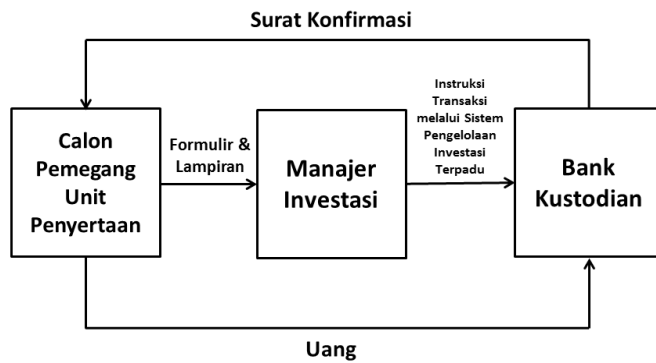 Surat Konfirmasi
Calon
Pemegang
Unit
Penyertaan
Formulir &
Lampiran
Manajer
Investasi
Instruksi
Transaksi
melalui Sistem
Pengelolaan
Investasi
Terpadu
Bank
Kustodian
Uang